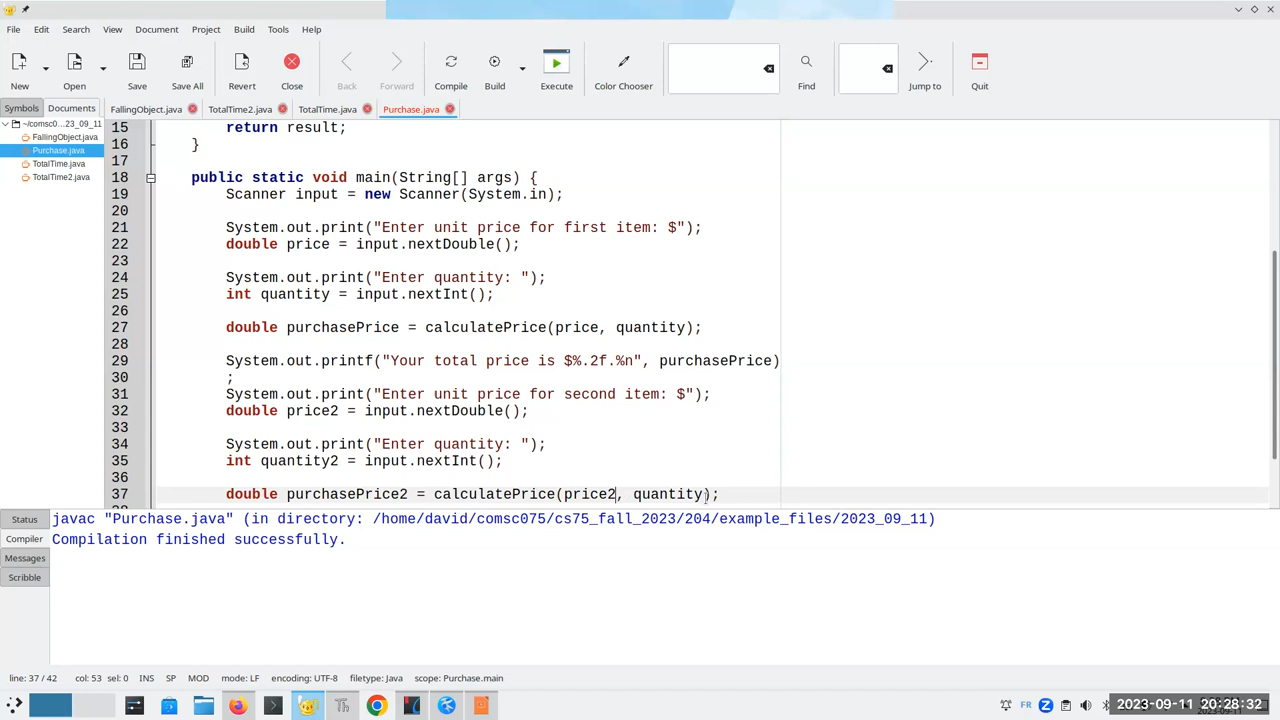 File Edit Search View Document Project Build Tools Help
New Open Save Save All Revert Close Back Forward Compile Build Execute Color Chooser Find Jump to Quit
Symbols Documents FallingObject.java TotalTime2.java TotalTime.java Purchase.java
~/comsc0...23_09_11
FallingObject.java
Purchase.java
TotalTime.java
TotalTime2.java
15 return result;
16 }
17
18 public static void main(String[] args) {
19 Scanner input = new Scanner(System.in);
20
21 System.out.print("Enter unit price for first item: $");
22 double price = input.nextDouble();
23
24 System.out.print("Enter quantity: ");
25 int quantity = input.nextInt();
26
27 double purchasePrice = calculatePrice(price, quantity);
28
29 System.out.printf("Your total price is $%.2f.%n", purchasePrice)
30 ;
31 System.out.print("Enter unit price for second item: $");
32 double price2 = input.nextDouble();
33
34 System.out.print("Enter quantity: ");
35 int quantity2 = input.nextInt();
36
37 double purchasePrice2 = calculatePrice(price2, quantity);
Status
Compiler
Messages
Scribble
javac "Purchase.java" (in directory: /home/david/comsc075/cs75_fall_2023/204/example_files/2023_09_11)
Compilation finished successfully.
line: 37 / 42 col: 53 sel: 0 INS SP MOD mode: LF encoding: UTF-8 filetype: Java scope: Purchase.main
FR 2023-09-11 20:28:32